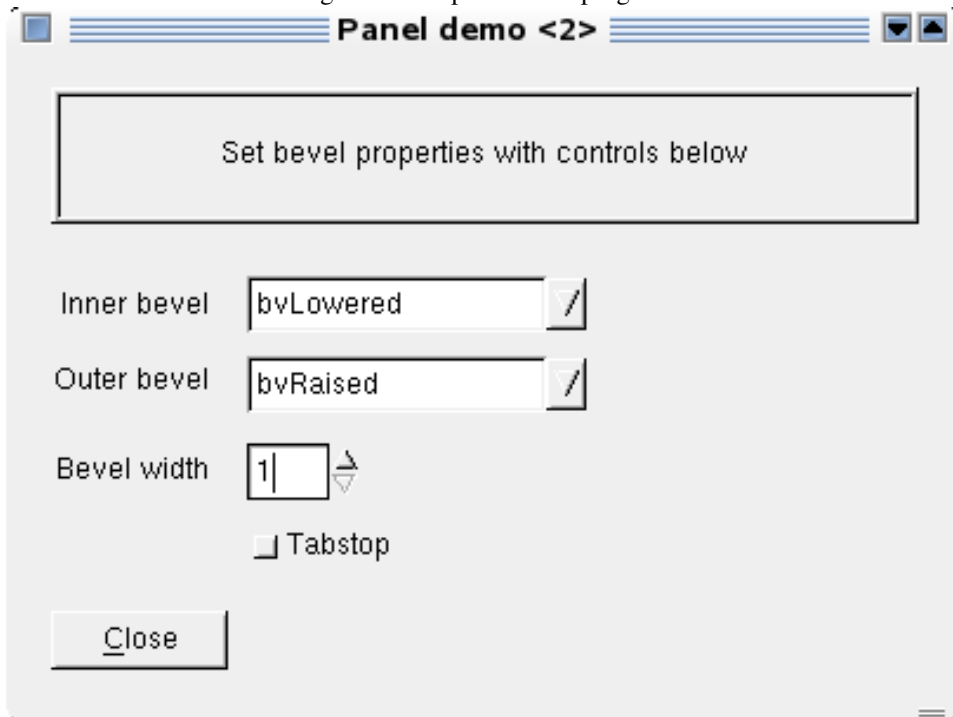 Panel demo <2>
Set bevel properties with controls below
Inner bevel bvLowered
Outer bevel bvRaised
Bevel width 1
Tabstop
Close